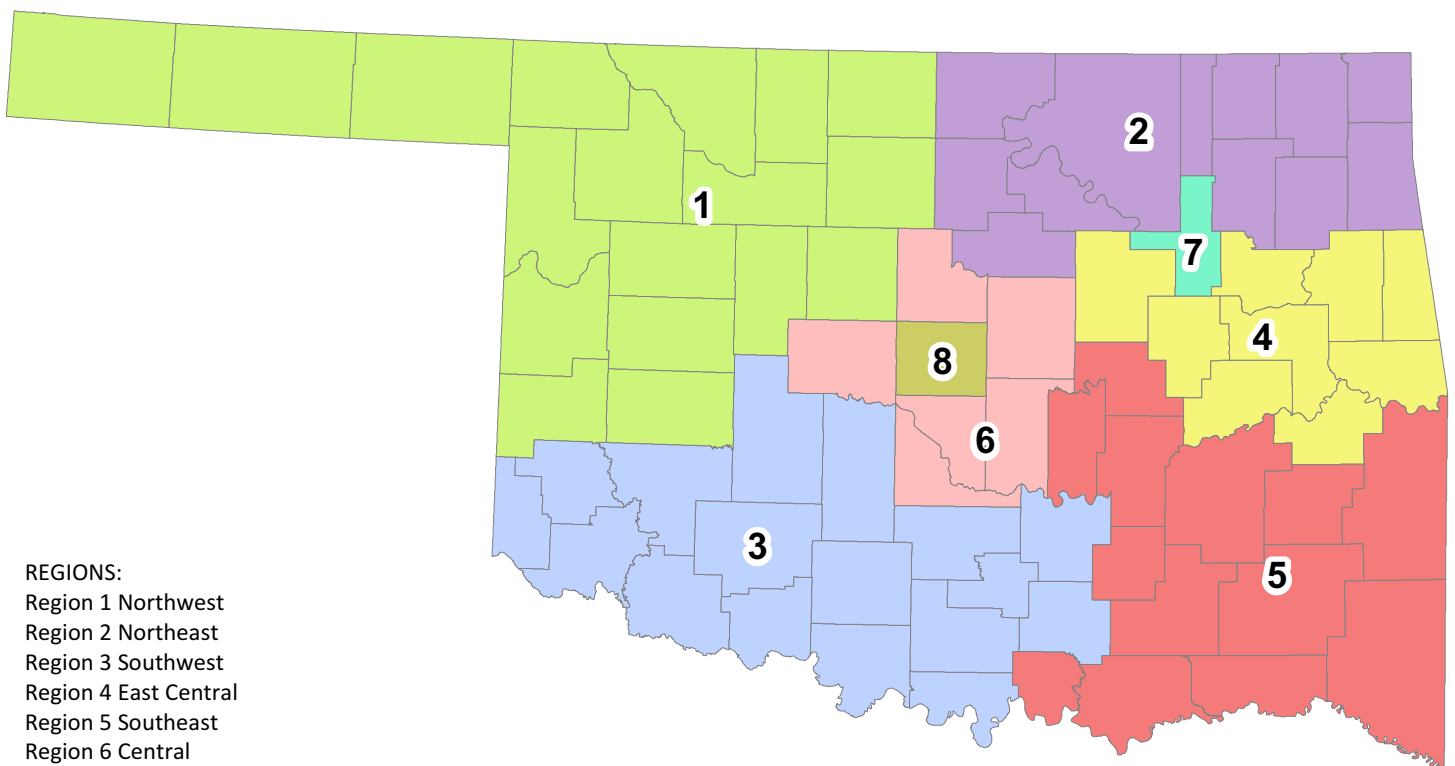 2
1
7
4
8
6
3
5
REGIONS:
Region 1 Northwest
Region 2 Northeast
Region 3 Southwest
Region 4 East Central
Region 5 Southeast
Region 6 Central